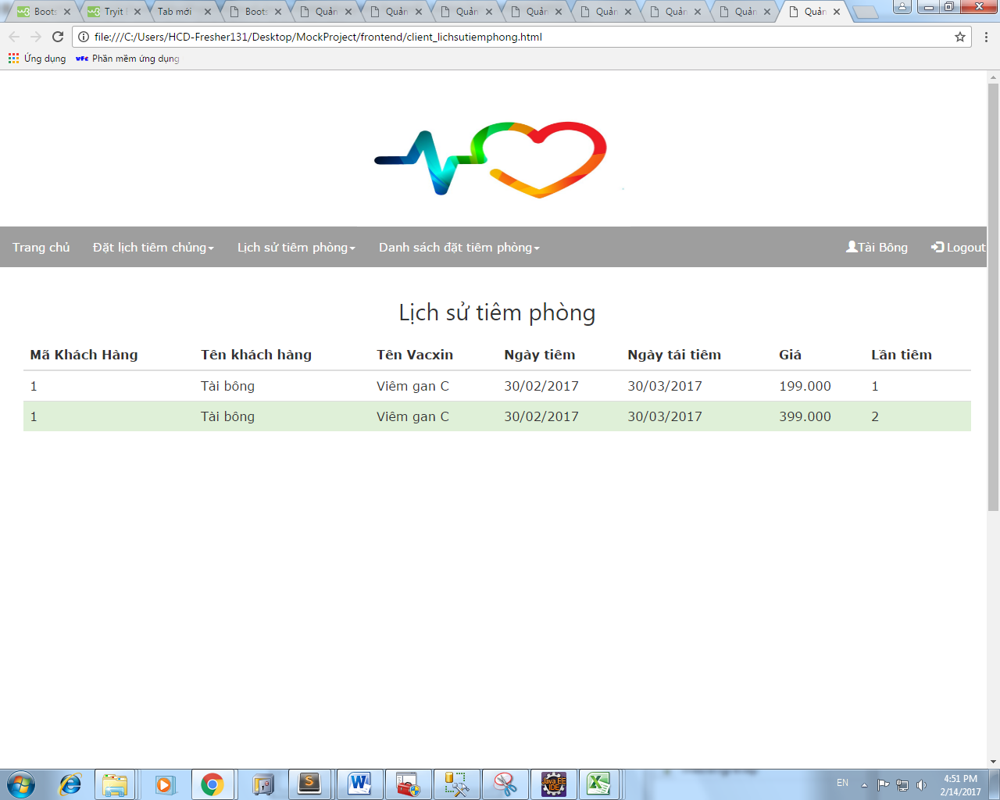 Boots Tryit Tab mới Boots Quản Quản Quản Quản Quản Quản Quản Quản
file:///C:/Users/HCD-Fresher131/Desktop/MockProject/frontend/client_lichsutiemphong.html
Ứng dụng VFC Phần mềm ứng dụng
Trang chủ Đặt lịch tiêm chủng Lịch sử tiêm phòng Danh sách đặt tiêm phòng Tài Bông Logout
Lịch sử tiêm phòng
Mã Khách Hàng Tên khách hàng Tên Vacxin Ngày tiêm Ngày tái tiêm Giá Lần tiêm
1 Tài bông Viêm gan C 30/02/2017 30/03/2017 199.000 1
1 Tài bông Viêm gan C 30/02/2017 30/03/2017 399.000 2
Java EE IDE
EN 4:51 PM
2/14/2017